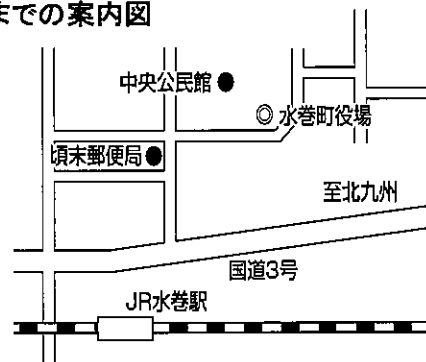 までの案内図
中央公民館
水巻町役場
頃末郵便局
至北九州
国道3号
JR水巻駅